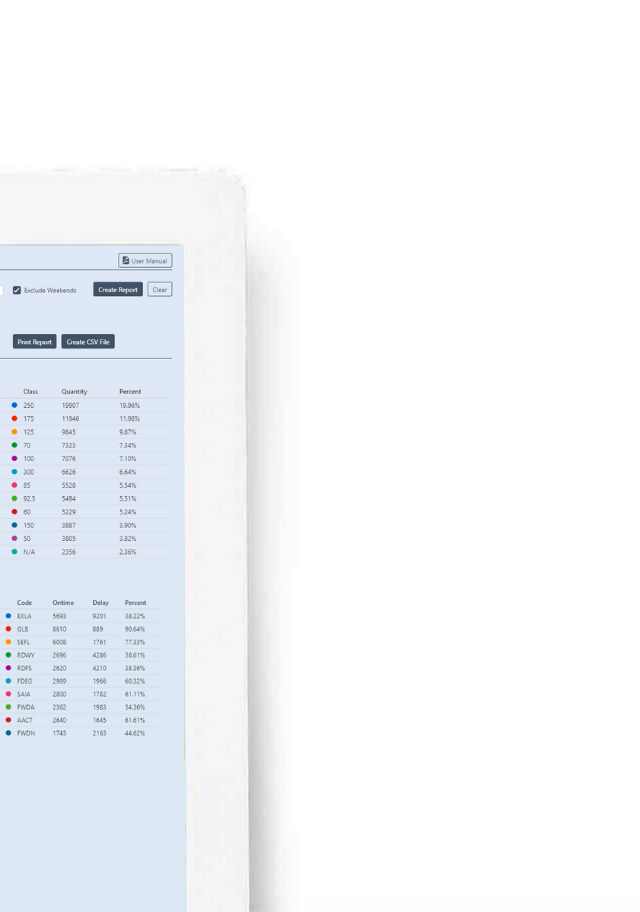 User Manual
Exclude Weekends Create Report Clear
Print Report Create CSV File
Class Quantity Percent
250 19907 19.96%
175 11946 11.98%
125 9845 9.87%
70 7323 7.34%
100 7076 7.10%
300 6626 6.64%
85 5528 5.54%
92.5 5494 5.51%
60 5229 5.24%
150 3887 3.90%
50 3805 3.82%
N/A 2356 2.36%
Code Ontime Delay Percent
EXLA 5693 9201 38.22%
GLB 8610 889 90.64%
SEFL 6008 1761 77.33%
RDWY 2696 4286 38.61%
RDFS 2620 4210 38.36%
FDEG 2989 1966 60.32%
SAIA 2800 1782 61.11%
FWDA 2362 1983 54.36%
AACT 2640 1645 61.61%
FWDN 1743 2163 44.62%